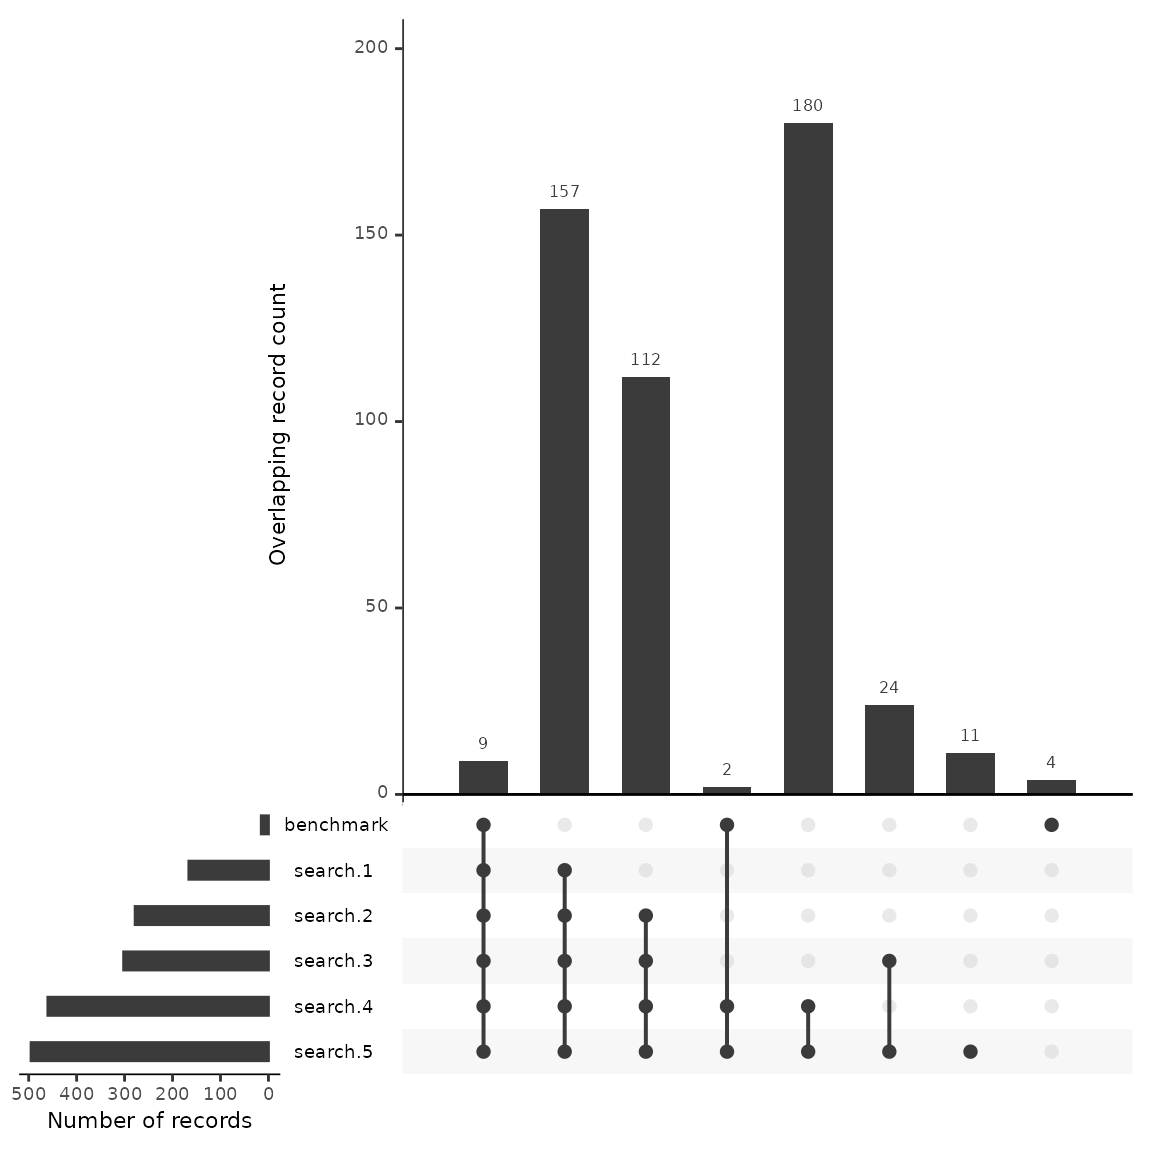 200
180
157
150
112
Overlapping record count
100
50
24
11
9
4
2
0
benchmark
search.1
search.2
search.3
search.4
search.5
500 400 300 200 100 0
Number of records